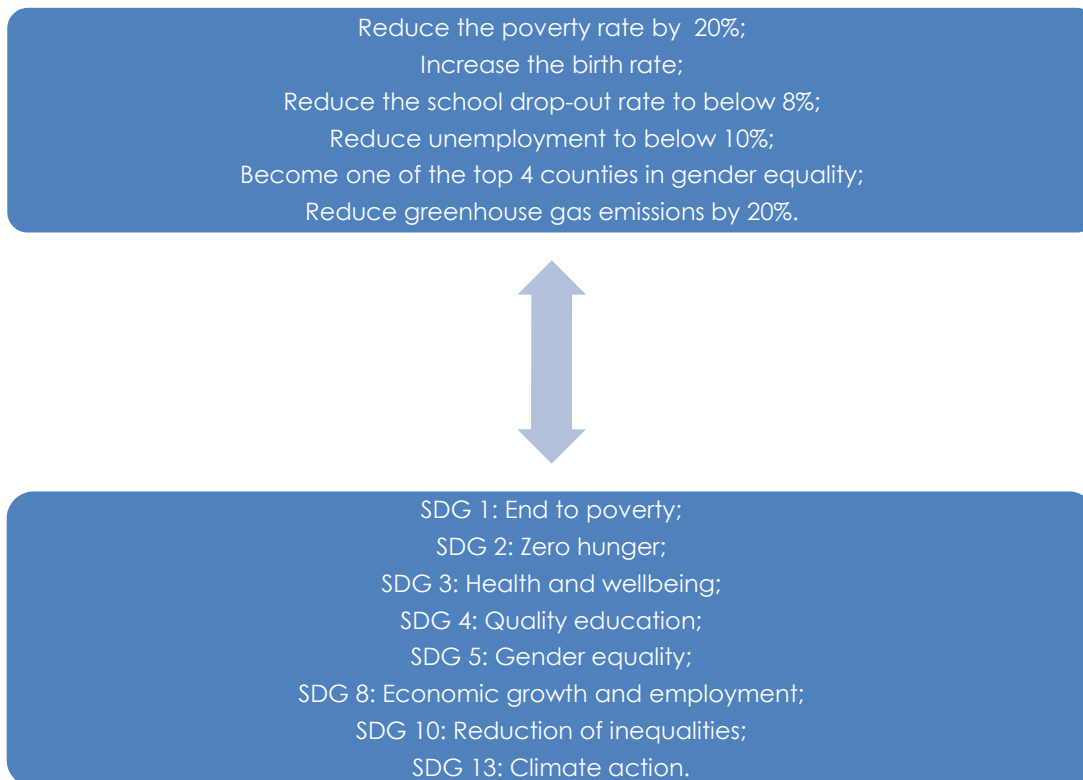 Reduce the poverty rate by  20%;
Increase the birth rate;
Reduce the school drop-out rate to below 8%;
Reduce unemployment to below 10%;
Become one of the top 4 counties in gender equality;
Reduce greenhouse gas emissions by 20%.
SDG 1: End to poverty;
SDG 2: Zero hunger;
SDG 3: Health and wellbeing;
SDG 4: Quality education;
SDG 5: Gender equality;
SDG 8: Economic growth and employment;
SDG 10: Reduction of inequalities;
SDG 13: Climate action.